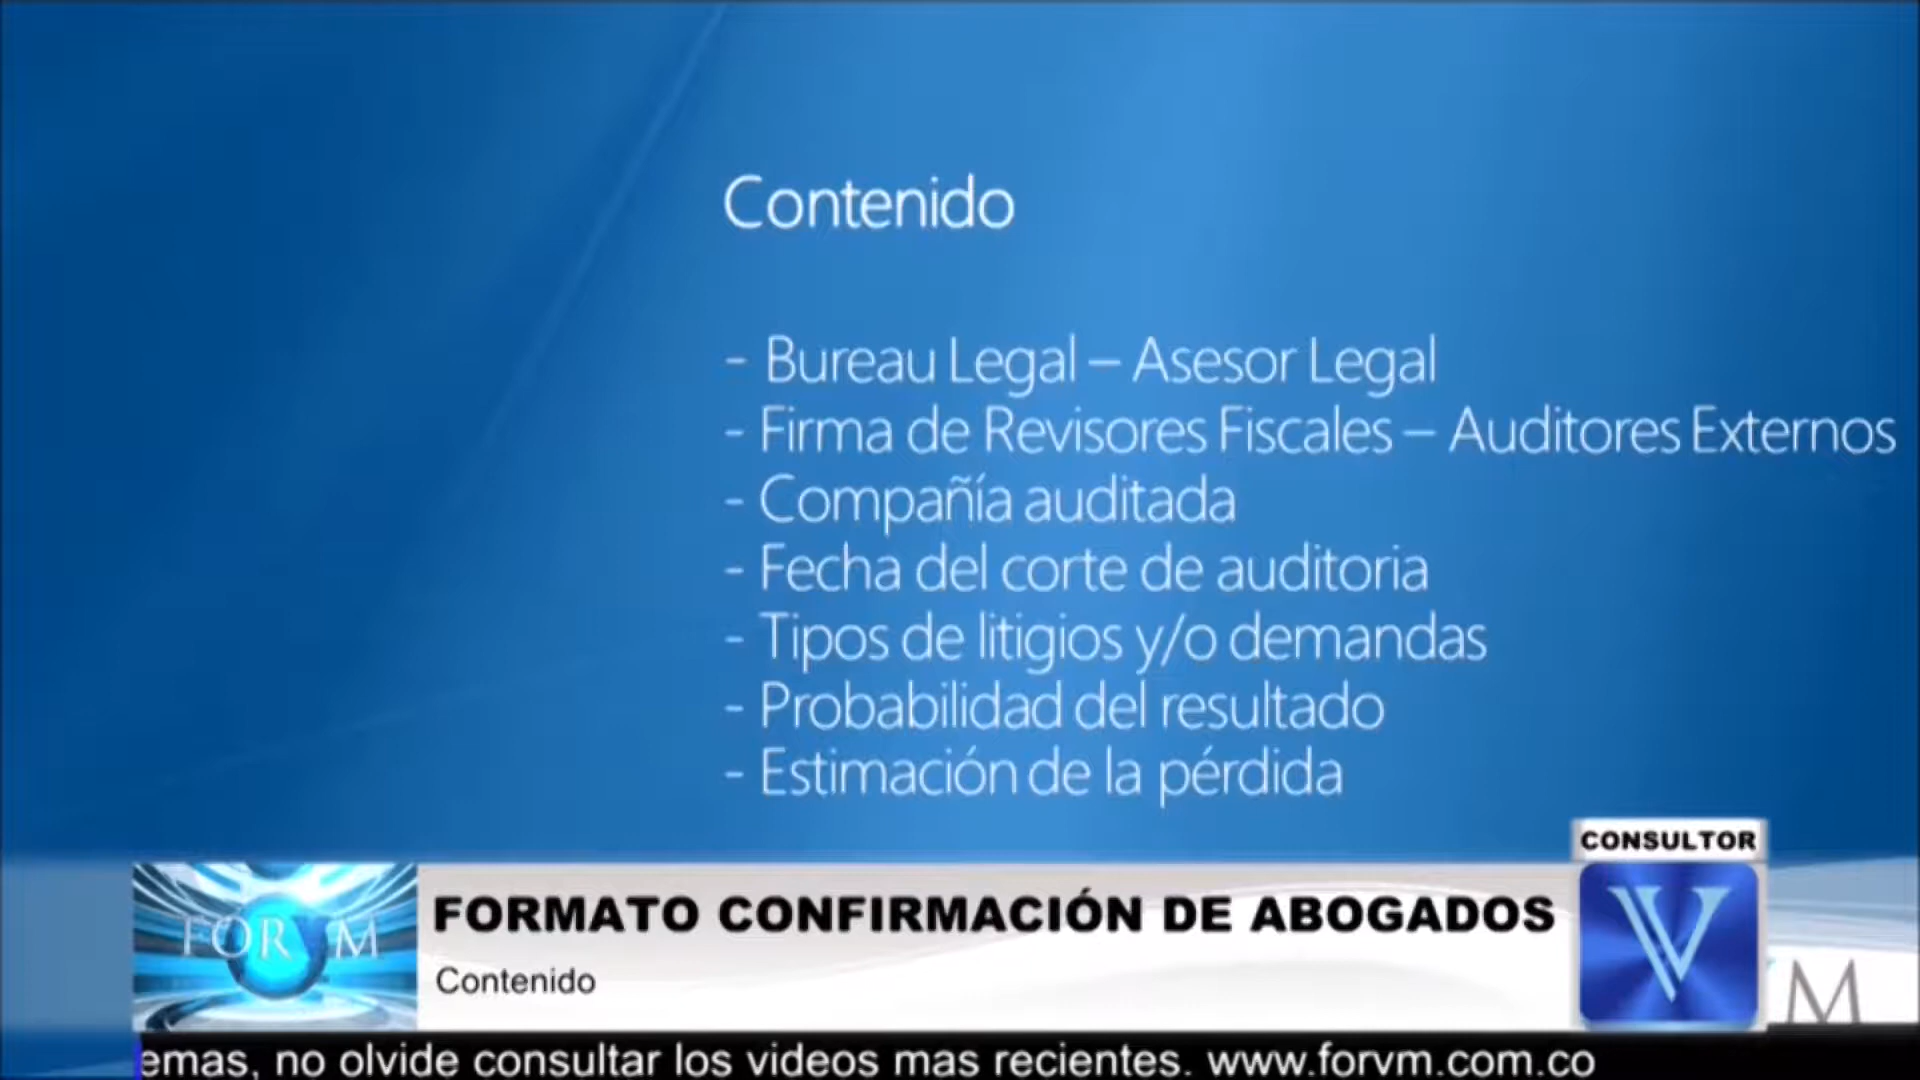 Contenido
- Bureau Legal – Asesor Legal
- Firma de Revisores Fiscales – Auditores Externos
- Compañía auditada
- Fecha del corte de auditoria
- Tipos de litigios y/o demandas
- Probabilidad del resultado
- Estimación de la pérdida
CONSULTOR
FORVM
FORMATO CONFIRMACIÓN DE ABOGADOS
V
Contenido
M
emas, no olvide consultar los videos mas recientes. www.forvm.com.co